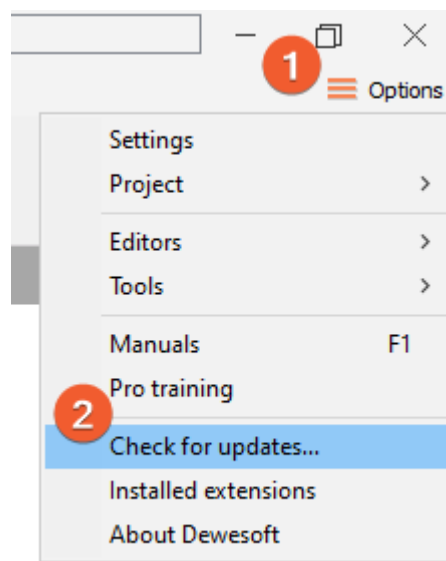 1
Options
Settings
Project
Editors
Tools
Manuals F1
Pro training
2
Check for updates...
Installed extensions
About Dewesoft